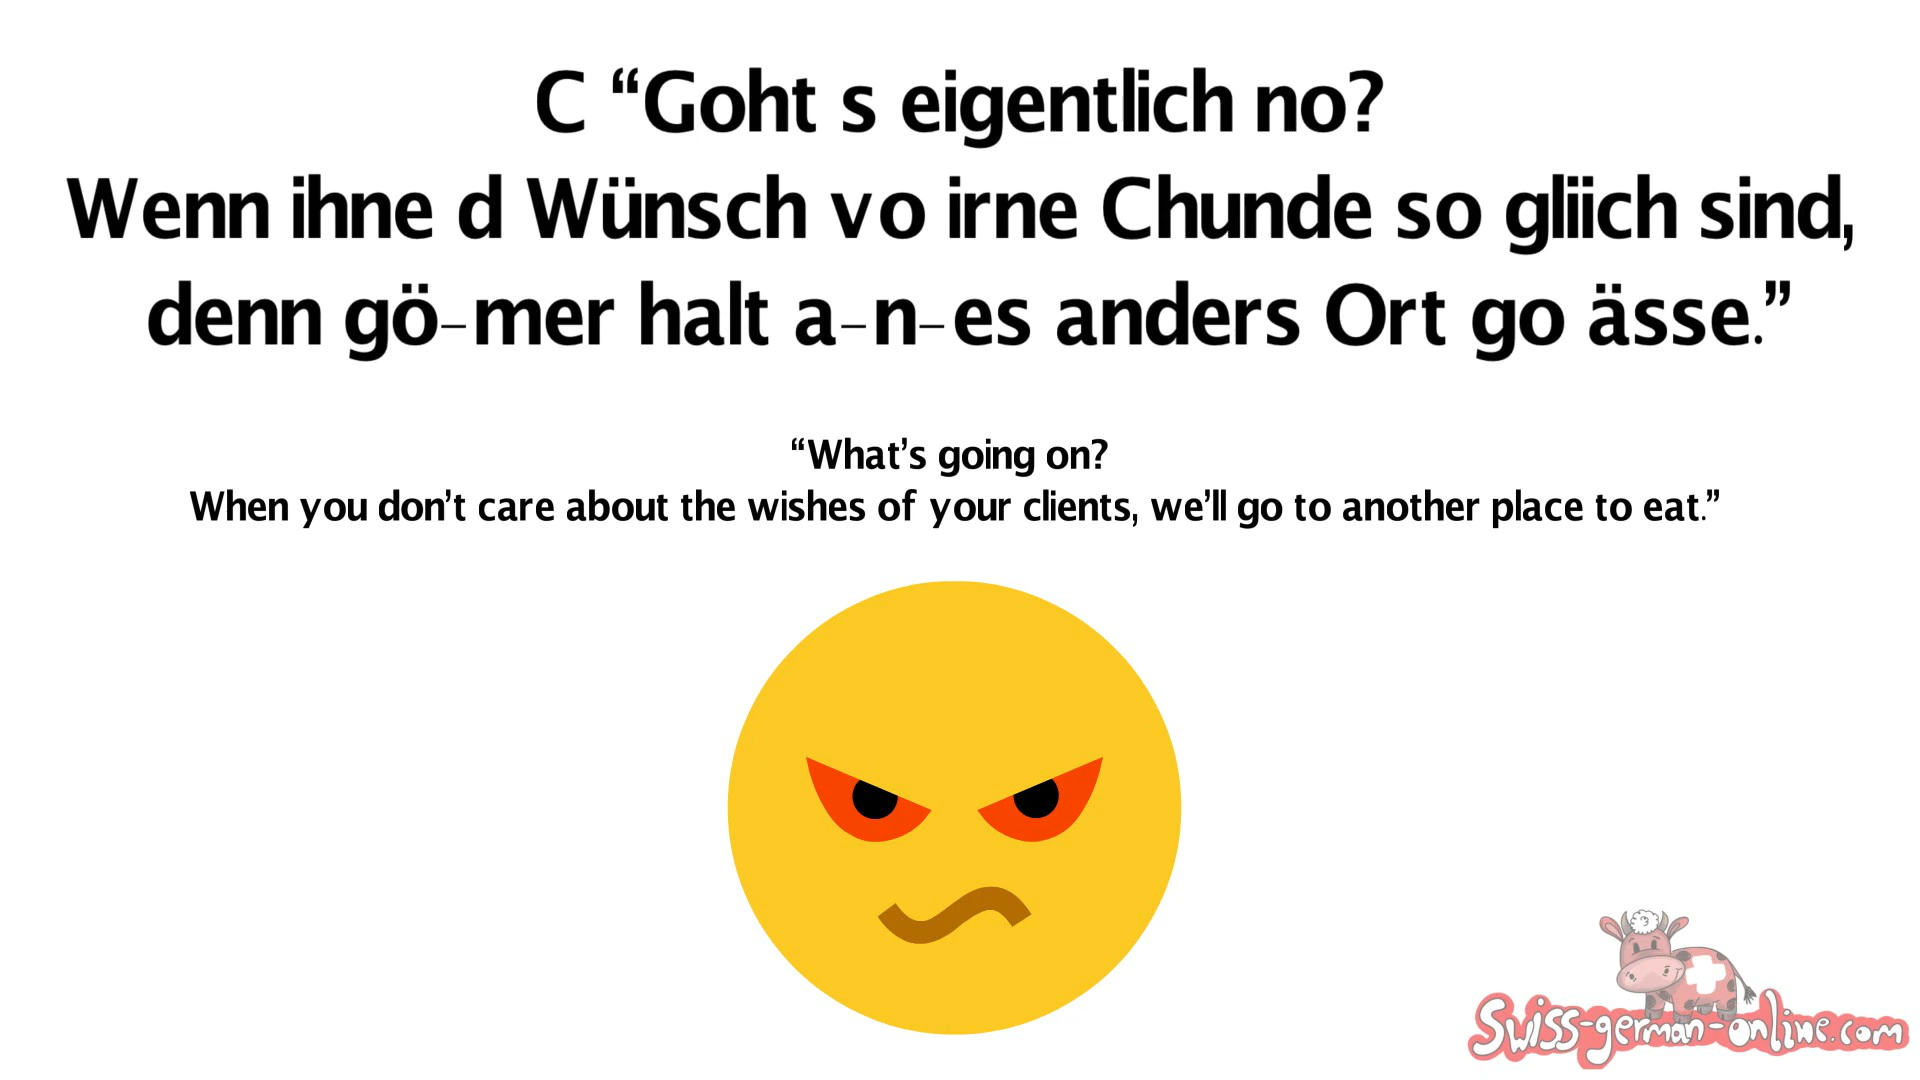 C “Goht s eigentlich no?
Wenn ihne d Wünsch vo irne Chunde so gliich sind,
denn gö-mer halt a-n-es anders Ort go ässe.”
“What’s going on?
When you don’t care about the wishes of your clients, we’ll go to another place to eat.”
Swiss-german-online.com